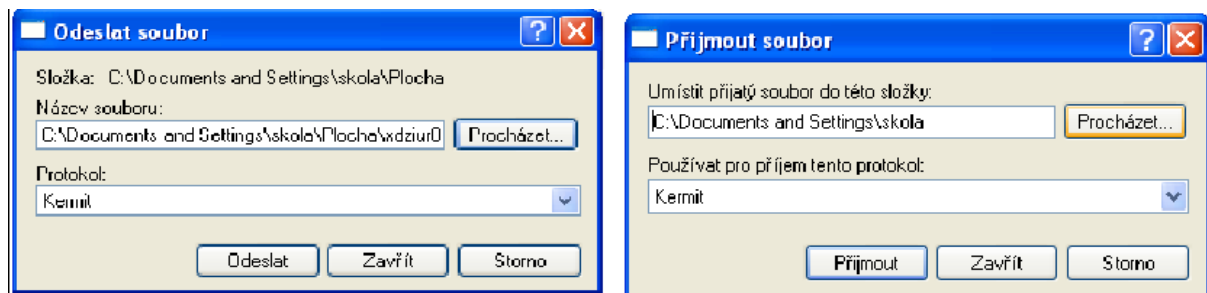 Odeslat soubor
Složka: C:\Documents and Settings\skola\Plocha
Název souboru:
C:\Documents and Settings\skola\Plocha\xdziur0
Procházet...
Protokol:
Kermit
Odeslat
Zavřít
Storno
Přijmout soubor
Umístit přijatý soubor do této složky:
C:\Documents and Settings\skola
Procházet...
Používat pro příjem tento protokol:
Kermit
Přijmout
Zavřít
Storno